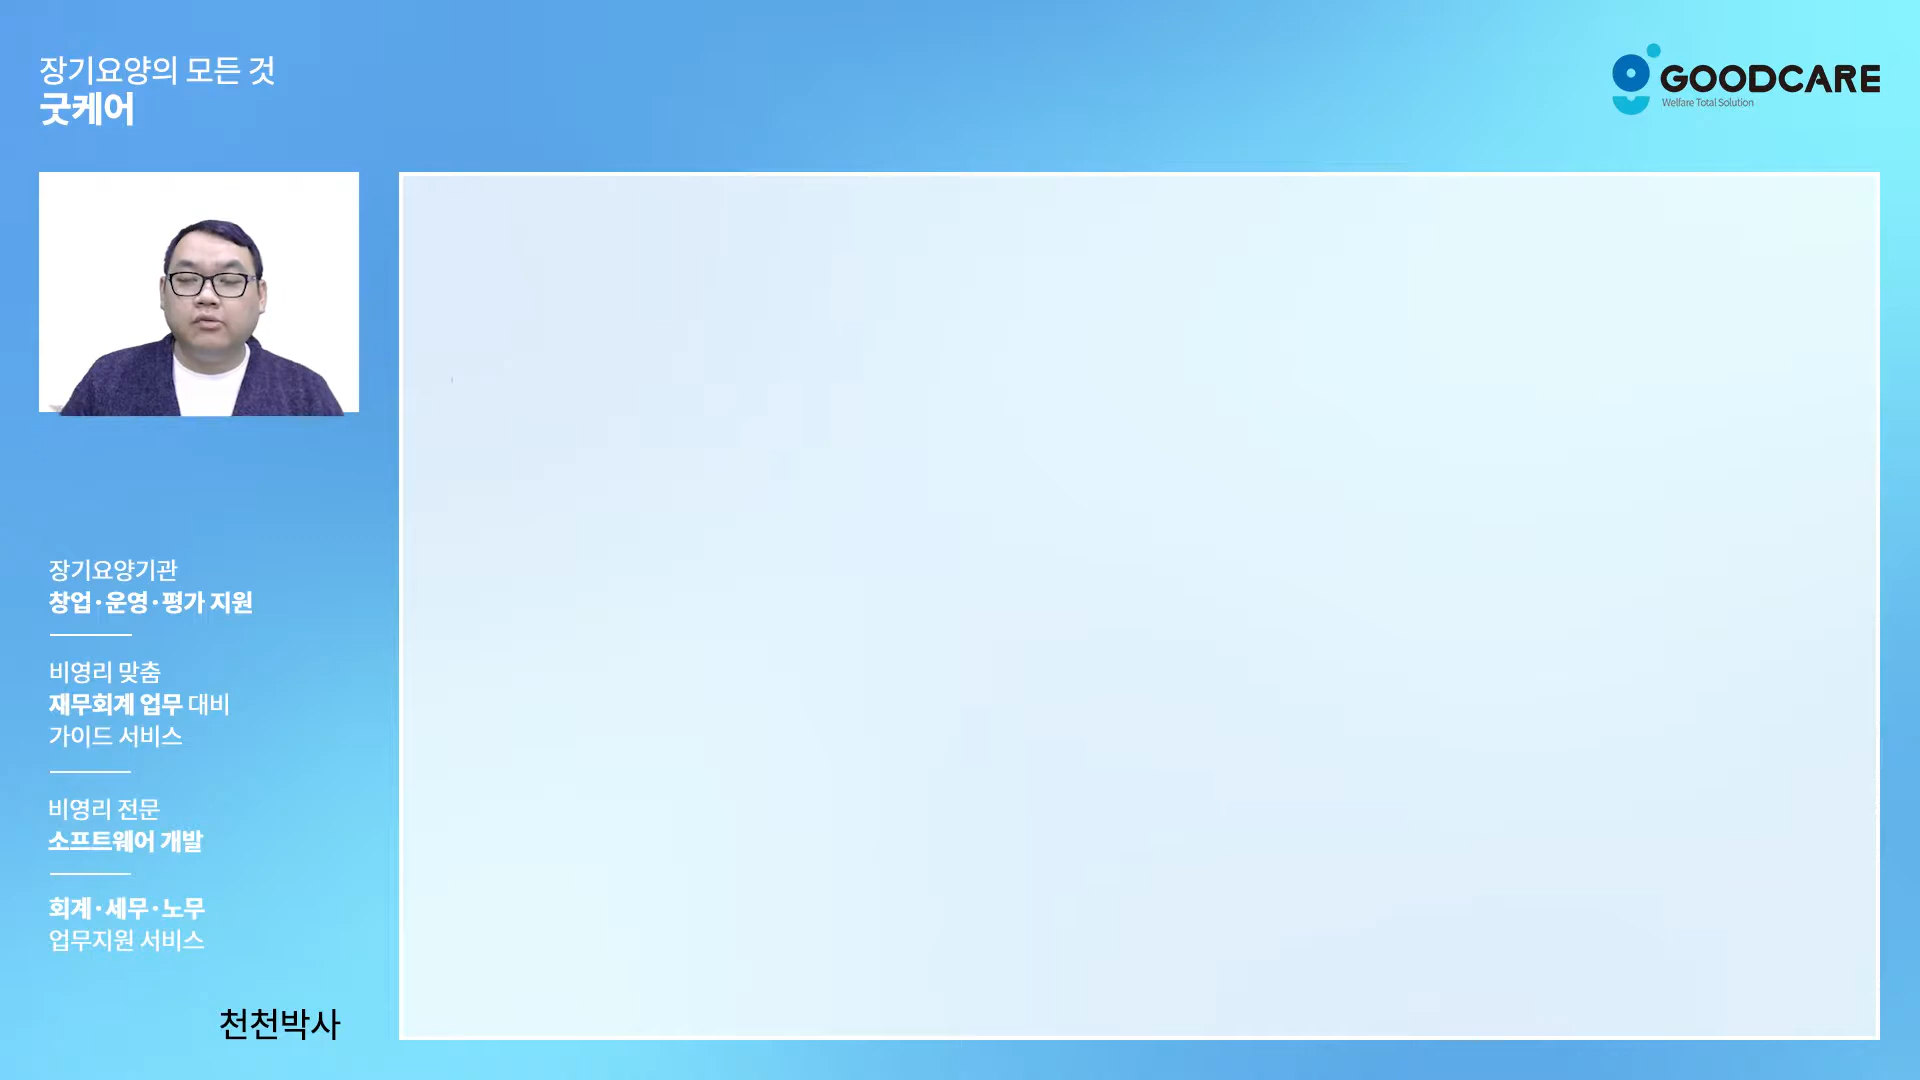 장기요양의 모든 것
굿케어
GOODCARE
Welfare Total Solution
장기요양기관
창업·운영·평가 지원
비영리 맞춤
재무회계 업무 대비
가이드 서비스
비영리 전문
소프트웨어 개발
회계·세무·노무
업무지원 서비스
천천박사